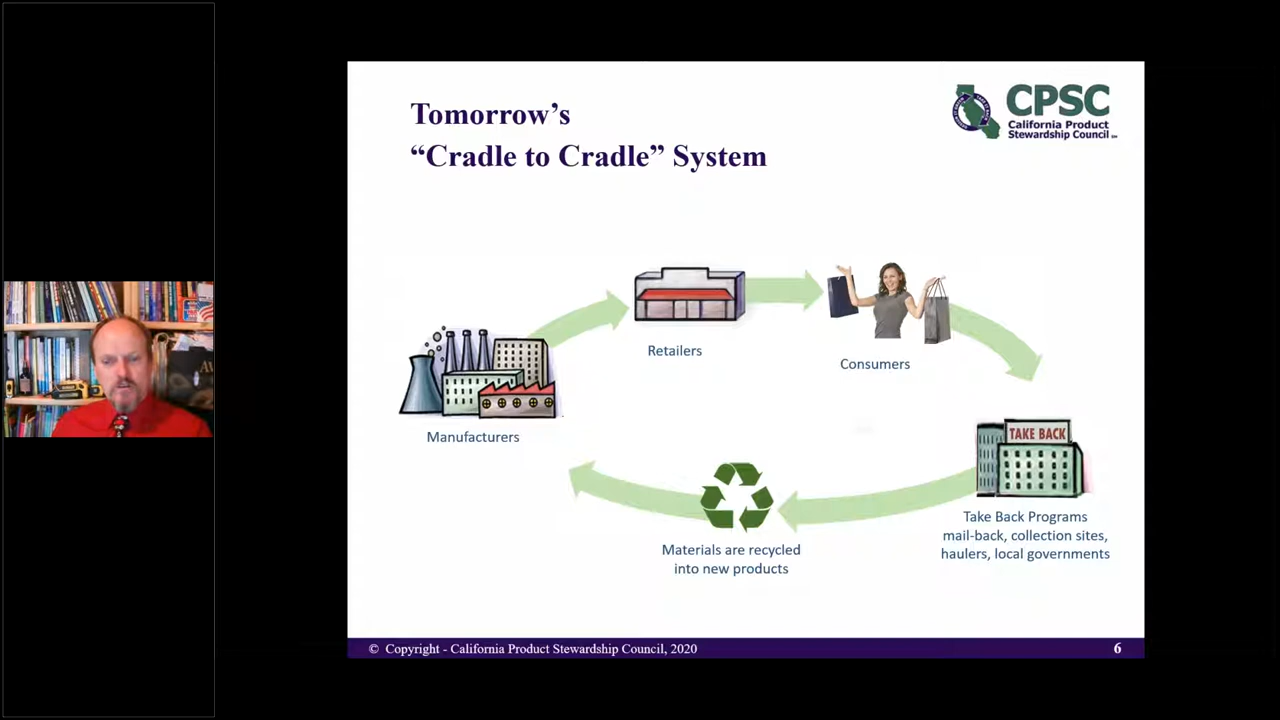 Tomorrow’s
“Cradle to Cradle” System
CPSC
California Product
Stewardship Council
Retailers
Consumers
Manufacturers
TAKE BACK
Take Back Programs
mail-back, collection sites,
haulers, local governments
Materials are recycled
into new products
© Copyright - California Product Stewardship Council, 2020
6